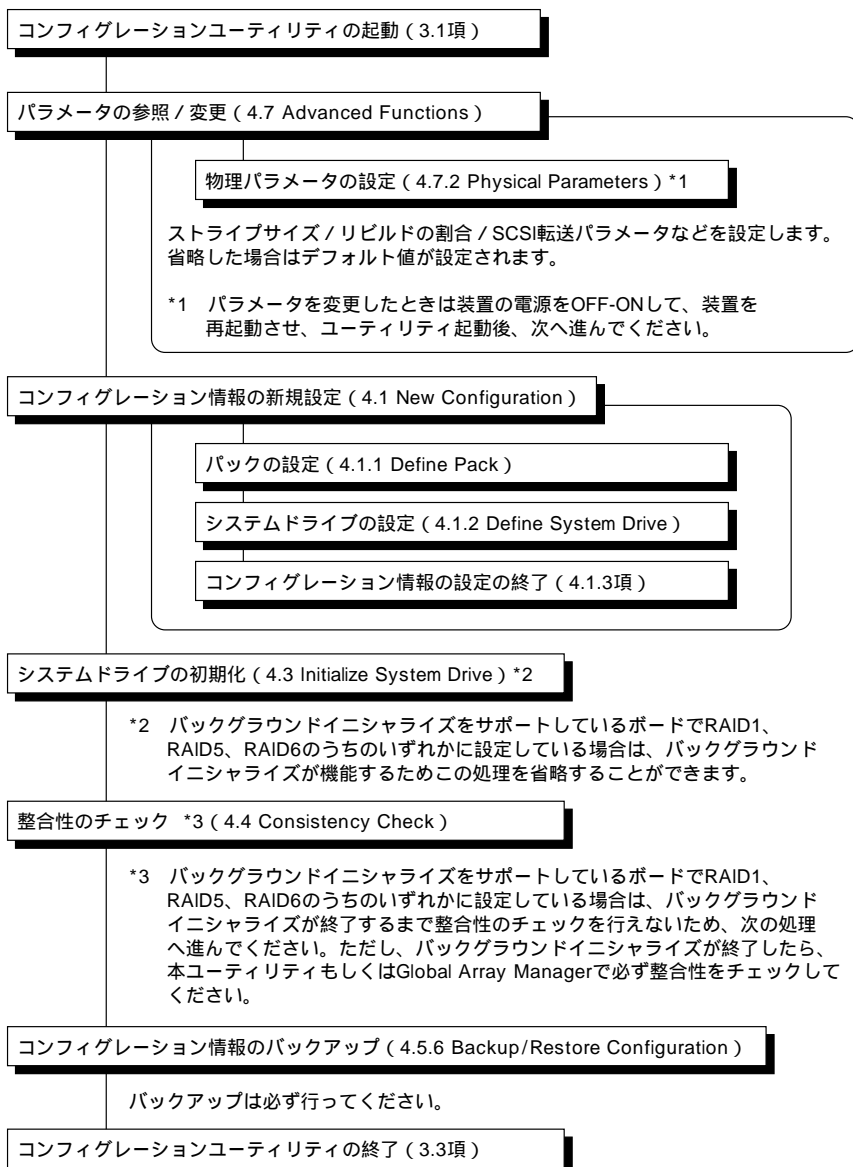 コンフィグレーションユーティリティの起動（3.1項）
パラメータの参照／変更（4.7 Advanced Functions）
物理パラメータの設定（4.7.2 Physical Parameters）*1
ストライプサイズ／リビルドの割合／SCSI転送パラメータなどを設定します。
省略した場合はデフォルト値が設定されます。
*1　パラメータを変更したときは装置の電源をOFF-ONして、装置を
再起動させ、ユーティリティ起動後、次へ進んでください。
コンフィグレーション情報の新規設定（4.1 New Configuration）
パックの設定（4.1.1 Define Pack）
システムドライブの設定（4.1.2 Define System Drive）
コンフィグレーション情報の設定の終了（4.1.3項）
システムドライブの初期化（4.3 Initialize System Drive）*2
*2　バックグラウンドイニシャライズをサポートしているボードでRAID1、
RAID5、RAID6のうちのいずれかに設定している場合は、バックグラウンド
イニシャライズが機能するためこの処理を省略することができます。
整合性のチェック　*3（4.4 Consistency Check）
*3　バックグラウンドイニシャライズをサポートしているボードでRAID1、
RAID5、RAID6のうちのいずれかに設定している場合は、バックグラウンド
イニシャライズが終了するまで整合性のチェックを行えないため、次の処理
へ進んでください。ただし、バックグラウンドイニシャライズが終了したら、
本ユーティリティもしくはGlobal Array Managerで必ず整合性をチェックして
ください。
コンフィグレーション情報のバックアップ（4.5.6 Backup/Restore Configuration）
バックアップは必ず行ってください。
コンフィグレーションユーティリティの終了（3.3項）